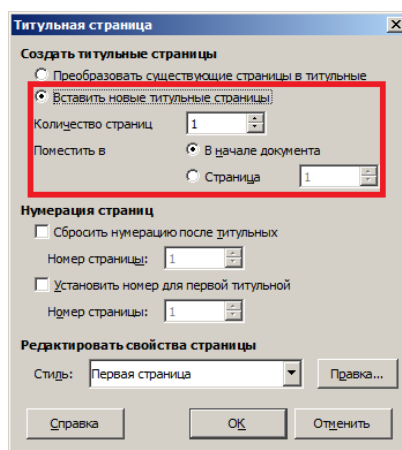 Титульная страница
Создать титульные страницы
Преобразовать существующие страницы в титульные
Вставить новые титульные страницы
Количество страниц 1
Поместить в В начале документа
Страница 1
Нумерация страниц
Сбросить нумерацию после титульных
Номер страницы: 1
Установить номер для первой титульной
Номер страницы: 1
Редактировать свойства страницы
Стиль: Первая страница Правка...
Справка OK Отменить